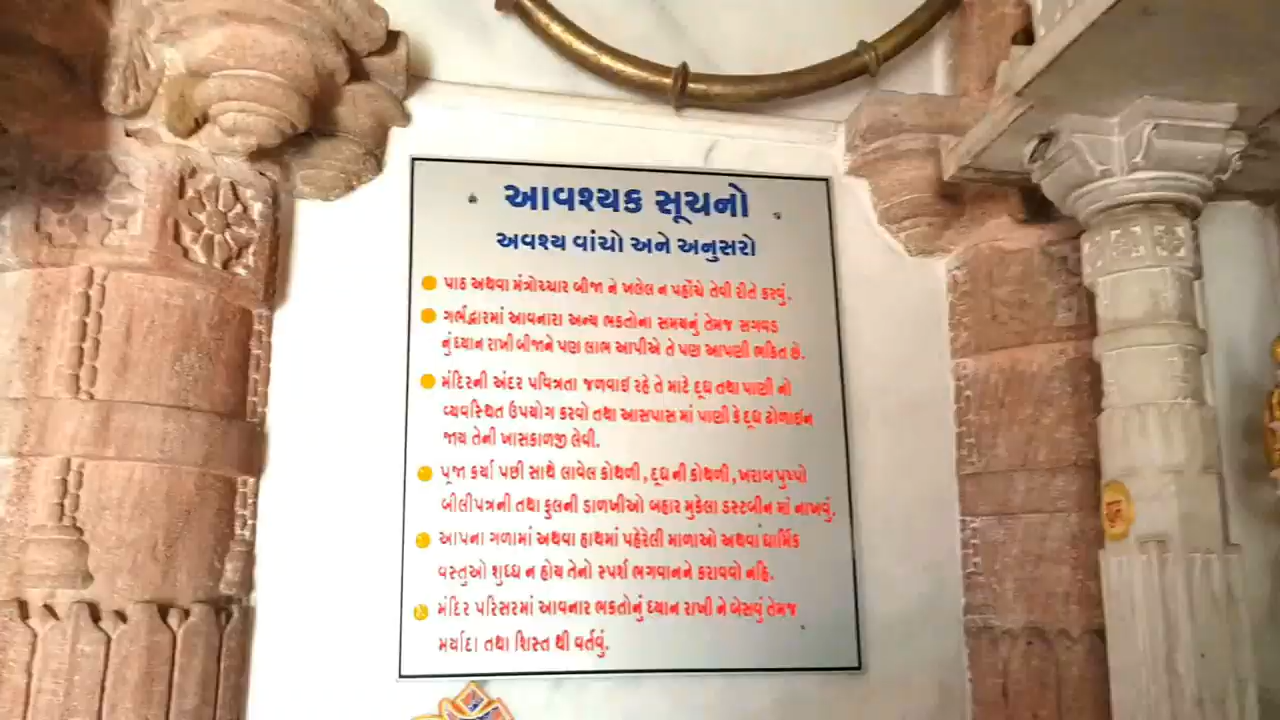 આવશ્યક સૂચનો
અવશ્ય વાંચો અને અનુસરો
પાઠ અથવા મંત્રોચ્ચાર બીજા ને ખલેલ ન પહોંચે તેવી રીતે કરવું.
ગર્ભદ્વારમાં આવનારા અન્ય ભકતોના સમયનું તેમજ સગવડ
નું ધ્યાન રાખી બીજાને પણ લાભ આપીએ તે પણ આપણી ભકિત છે.
મંદિરની અંદર પવિત્રતા જળવાઈ રહે તે માટે દૂધ તથા પાણી નો
વ્યવસ્થિત ઉપયોગ કરવો તથા આસપાસ માં પાણી કે દૂધ ઢોળાઈ ન
જાય તેની ખાસ કાળજી લેવી.
પૂજા કર્યા પછી સાથે લાવેલ કોથળી, દૂધ ની કોથળી, ખરાબ પુષ્પો
બીલીપત્રની તથા ફુલની ડાળખીઓ બહાર મુકેલા ડસ્ટબીન માં નાખવું.
આપના ગળામાં અથવા હાથમાં પહેરેલી માળાઓ અથવા ધાર્મિક
વસ્તુઓ શુધ્ધ ન હોય તેનો સ્પર્શ ભગવાનને કરાવવો નહિ.
મંદિર પરિસરમાં આવનાર ભકતોનું ધ્યાન રાખી ને બેસવું તેમજ
મર્યાદા તથા શિસ્ત થી વર્તવું.